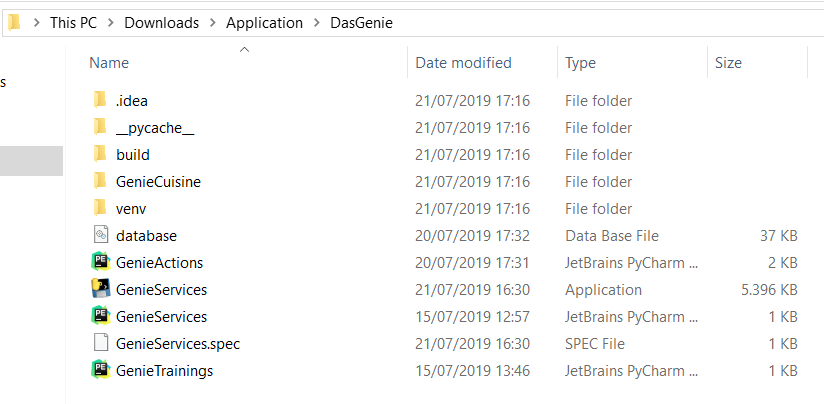 This PC > Downloads > Application > DasGenie
Name Date modified Type Size
s
.idea 21/07/2019 17:16 File folder
__pycache__ 21/07/2019 17:16 File folder
build 21/07/2019 17:16 File folder
GenieCuisine 21/07/2019 17:16 File folder
venv 21/07/2019 17:16 File folder
database 20/07/2019 17:32 Data Base File 37 KB
GenieActions 20/07/2019 17:31 JetBrains PyCharm ... 2 KB
GenieServices 21/07/2019 16:30 Application 5.396 KB
GenieServices 15/07/2019 12:57 JetBrains PyCharm ... 1 KB
GenieServices.spec 21/07/2019 16:30 SPEC File 1 KB
GenieTrainings 15/07/2019 13:46 JetBrains PyCharm ... 1 KB